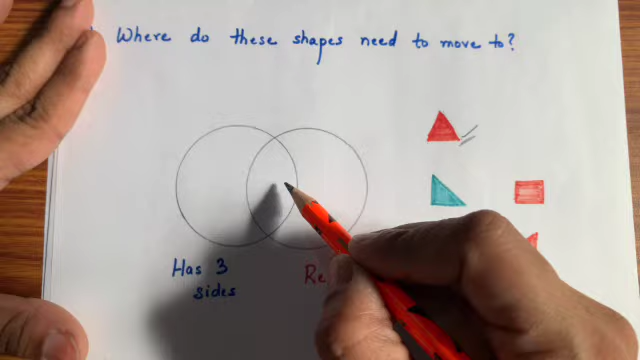 Where do these shapes need to move to?
Has 3
sides